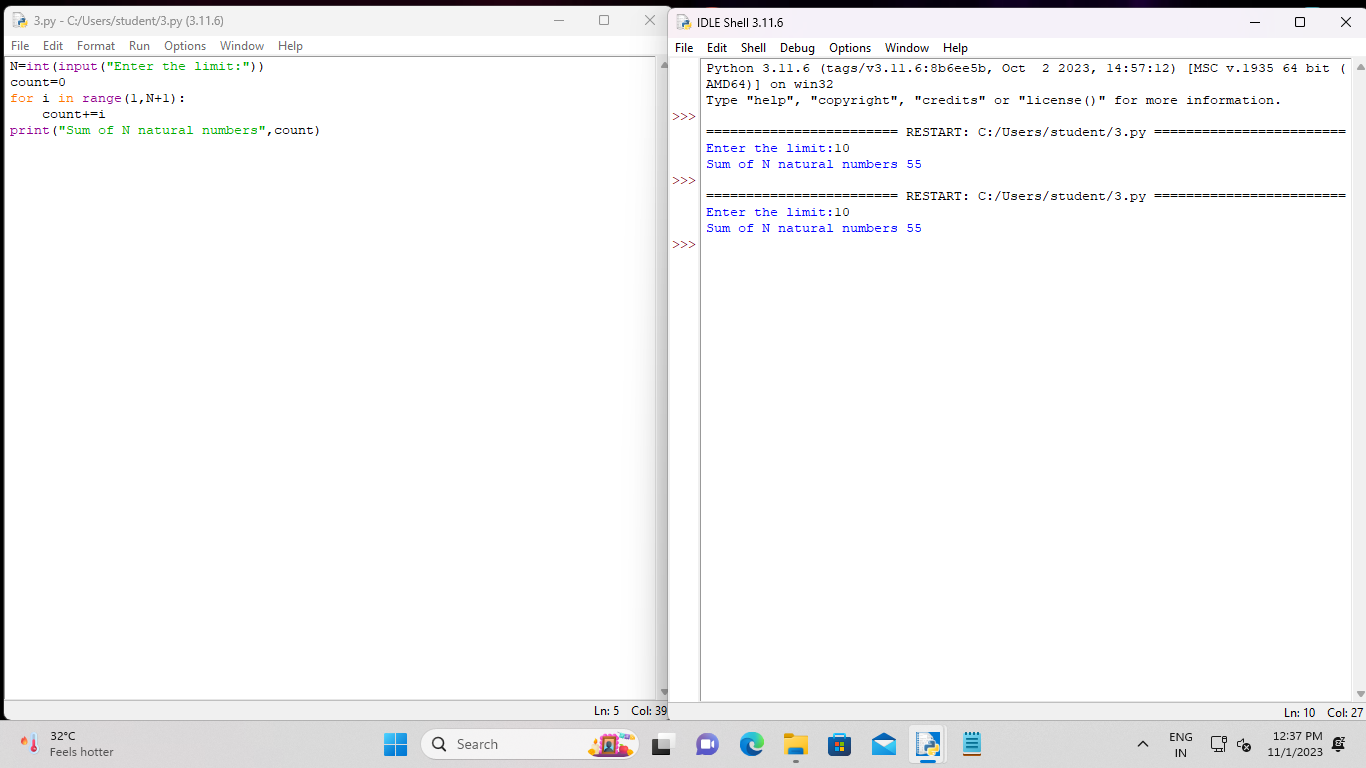 3.py - C:/Users/student/3.py (3.11.6)
File Edit Format Run Options Window Help
N=int(input("Enter the limit:"))
count=0
for i in range(1,N+1):
    count+=i
print("Sum of N natural numbers",count)
Ln: 5 Col: 39
IDLE Shell 3.11.6
File Edit Shell Debug Options Window Help
Python 3.11.6 (tags/v3.11.6:8b6ee5b, Oct  2 2023, 14:57:12) [MSC v.1935 64 bit (
AMD64)] on win32
Type "help", "copyright", "credits" or "license()" for more information.
>>>
======================== RESTART: C:/Users/student/3.py ========================
Enter the limit:10
Sum of N natural numbers 55
>>>
======================== RESTART: C:/Users/student/3.py ========================
Enter the limit:10
Sum of N natural numbers 55
>>>
Ln: 10 Col: 27
32°C
Feels hotter
Search
ENG
IN
12:37 PM
11/1/2023